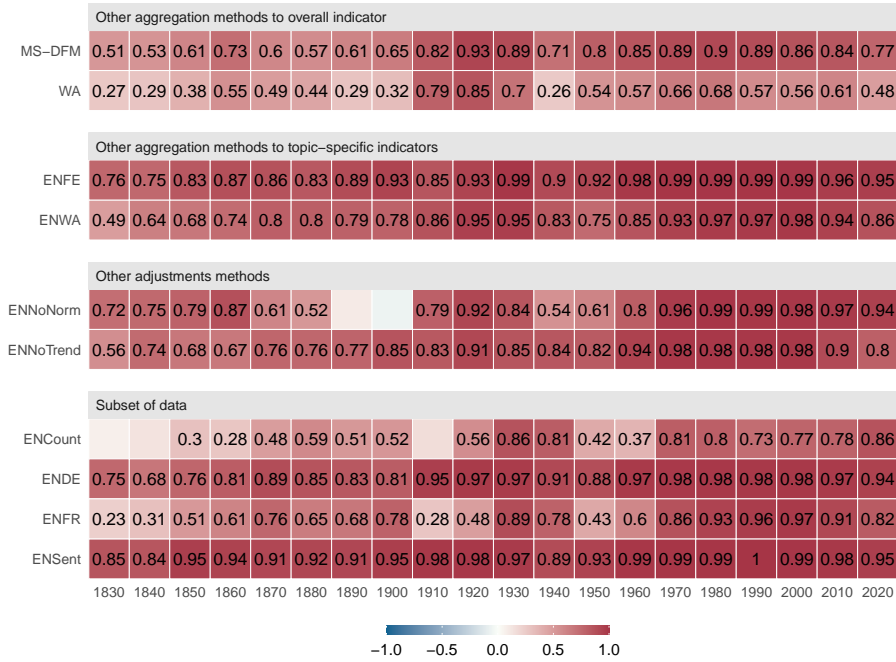 Other aggregation methods to overall indicator
MS−DFM 0.51 0.53 0.61 0.73 0.6 0.57 0.61 0.65 0.82 0.93 0.89 0.71 0.8 0.85 0.89 0.9 0.89 0.86 0.84 0.77
WA 0.27 0.29 0.38 0.55 0.49 0.44 0.29 0.32 0.79 0.85 0.7 0.26 0.54 0.57 0.66 0.68 0.57 0.56 0.61 0.48
Other aggregation methods to topic−specific indicators
ENFE 0.76 0.75 0.83 0.87 0.86 0.83 0.89 0.93 0.85 0.93 0.99 0.9 0.92 0.98 0.99 0.99 0.99 0.99 0.96 0.95
ENWA 0.49 0.64 0.68 0.74 0.8 0.8 0.79 0.78 0.86 0.95 0.95 0.83 0.75 0.85 0.93 0.97 0.97 0.98 0.94 0.86
Other adjustments methods
ENNoNorm 0.72 0.75 0.79 0.87 0.61 0.52 0.79 0.92 0.84 0.54 0.61 0.8 0.96 0.99 0.99 0.98 0.97 0.94
ENNoTrend 0.56 0.74 0.68 0.67 0.76 0.76 0.77 0.85 0.83 0.91 0.85 0.84 0.82 0.94 0.98 0.98 0.98 0.98 0.9 0.8
Subset of data
ENCount 0.3 0.28 0.48 0.59 0.51 0.52 0.56 0.86 0.81 0.42 0.37 0.81 0.8 0.73 0.77 0.78 0.86
ENDE 0.75 0.68 0.76 0.81 0.89 0.85 0.83 0.81 0.95 0.97 0.97 0.91 0.88 0.97 0.98 0.98 0.98 0.98 0.97 0.94
ENFR 0.23 0.31 0.51 0.61 0.76 0.65 0.68 0.78 0.28 0.48 0.89 0.78 0.43 0.6 0.86 0.93 0.96 0.97 0.91 0.82
ENSent 0.85 0.84 0.95 0.94 0.91 0.92 0.91 0.95 0.98 0.98 0.97 0.89 0.93 0.99 0.99 0.99 1 0.99 0.98 0.95
1830 1840 1850 1860 1870 1880 1890 1900 1910 1920 1930 1940 1950 1960 1970 1980 1990 2000 2010 2020
−1.0 −0.5 0.0 0.5 1.0